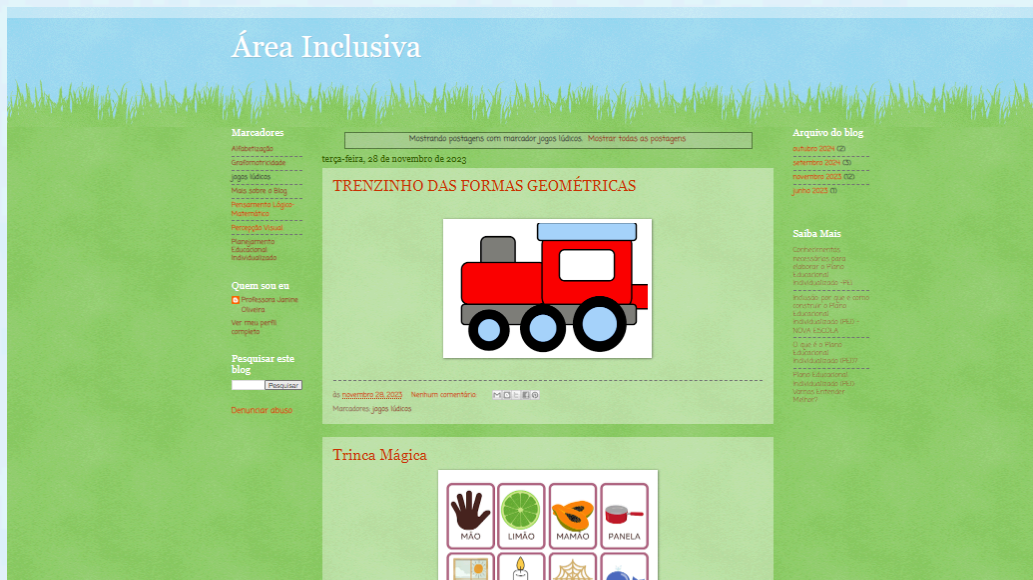 Área Inclusiva
Marcadores
Alfabetização
Grafomotricidade
jogos lúdicos
Mais sobre o Blog
Pensamento Lógico-
Matemático
Percepção Visual
Planejamento
Educacional
Individualizado
Quem sou eu
Professora Janine
Oliveira
Ver meu perfil
completo
Pesquisar este
blog
Pesquisar
Denunciar abuso
Mostrando postagens com marcador jogos lúdicos. Mostrar todas as postagens
terça-feira, 28 de novembro de 2023
TRENZINHO DAS FORMAS GEOMÉTRICAS
às novembro 28, 2023 Nenhum comentário:
Marcadores: jogos lúdicos
Trinca Mágica
MÃO LIMÃO MAMÃO PANELA
Arquivo do blog
outubro 2024 (2)
setembro 2024 (3)
novembro 2023 (12)
junho 2023 (1)
Saiba Mais
Conhecimentos
necessários para
elaborar o Plano
Educacional
Individualizado -PEI
Inclusão: por que e como
construir o Plano
Educacional
Individualizado (PEI) -
NOVA ESCOLA
O que é o Plano
Educacional
Individualizado (PEI)?
Plano Educacional
Individualizado (PEI)-
Vamos Entender
Melhor?